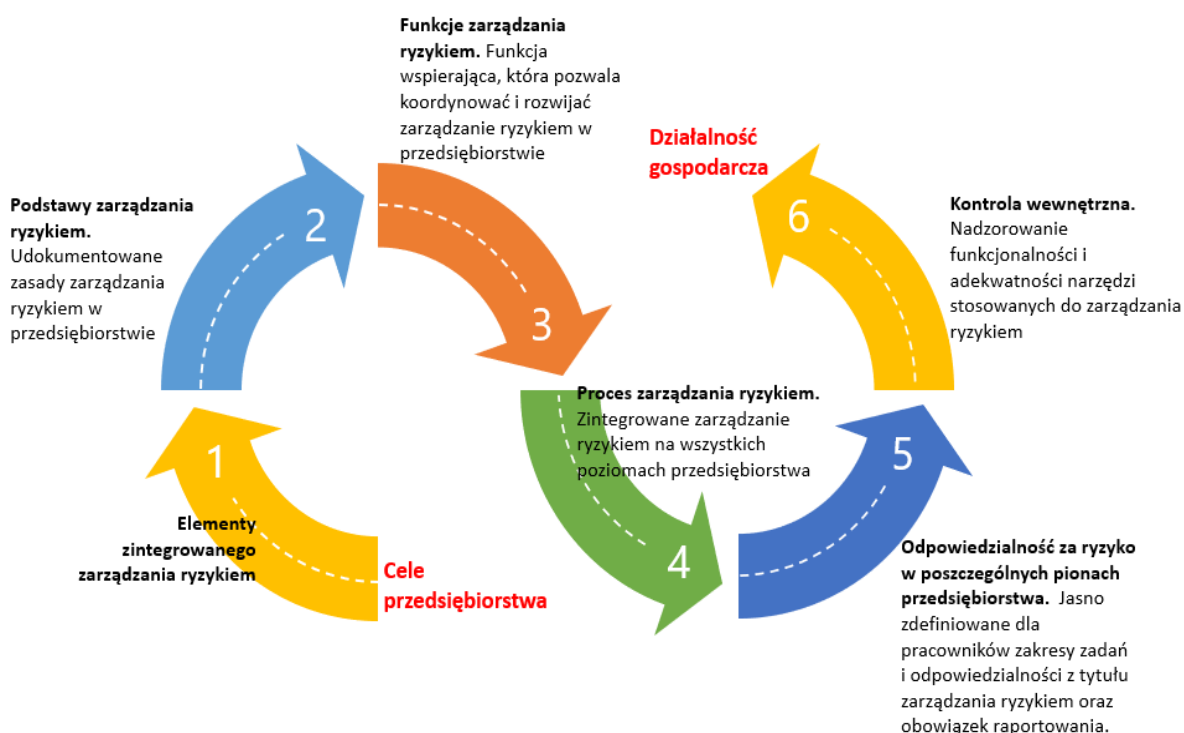 Cele
przedsiębiorstwa
1
Elementy
zintegrowanego
zarządzania ryzykiem
2
Podstawy zarządzania
ryzykiem.
Udokumentowane
zasady zarządzania
ryzykiem w
przedsiębiorstwie
3
Funkcje zarządzania
ryzykiem. Funkcja
wspierająca, która pozwala
koordynować i rozwijać
zarządzanie ryzykiem w
przedsiębiorstwie
4
Proces zarządzania ryzykiem.
Zintegrowane zarządzanie
ryzykiem na wszystkich
poziomach przedsiębiorstwa
5
Odpowiedzialność za ryzyko
w poszczególnych pionach
przedsiębiorstwa. Jasno
zdefiniowane dla
pracowników zakresy zadań
i odpowiedzialności z tytułu
zarządzania ryzykiem oraz
obowiązek raportowania.
6
Kontrola wewnętrzna.
Nadzorowanie
funkcjonalności i
adekwatności narzędzi
stosowanych do zarządzania
ryzykiem
Działalność
gospodarcza